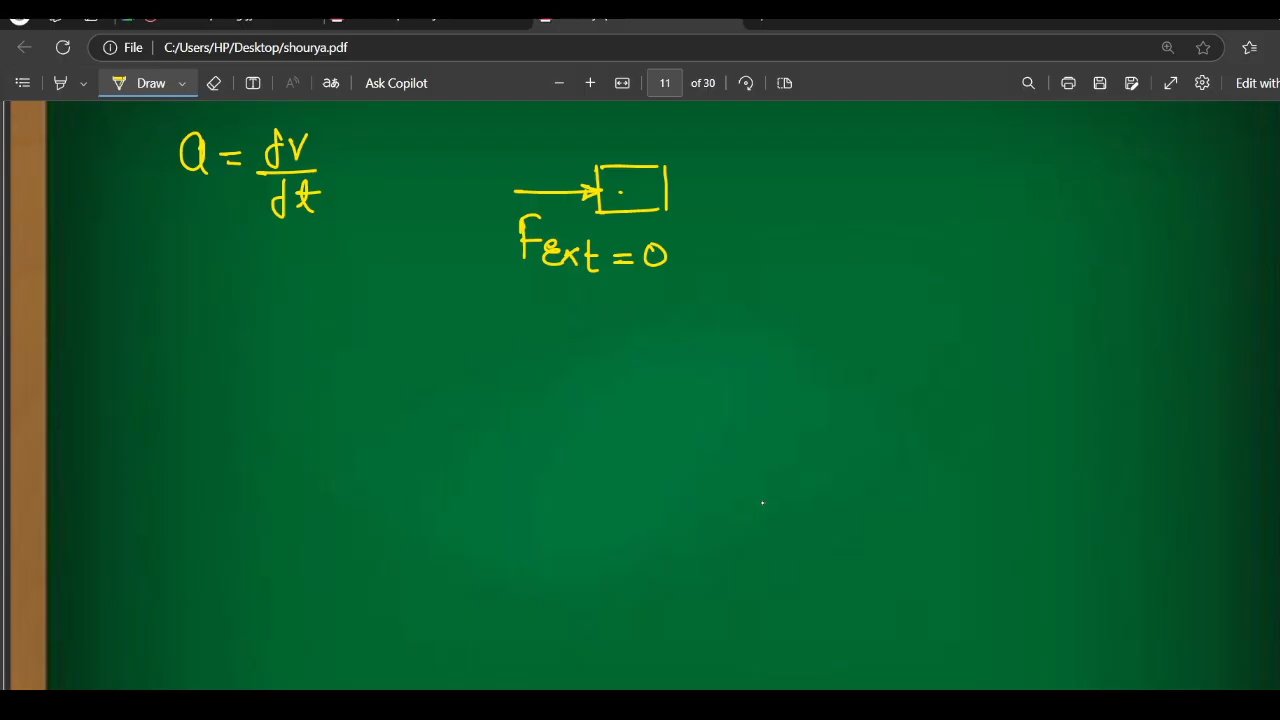 File | C:/Users/HP/Desktop/shourya.pdf
Draw Ask Copilot − + 11 of 30 Edit with
a = dv/dt
Fext = 0